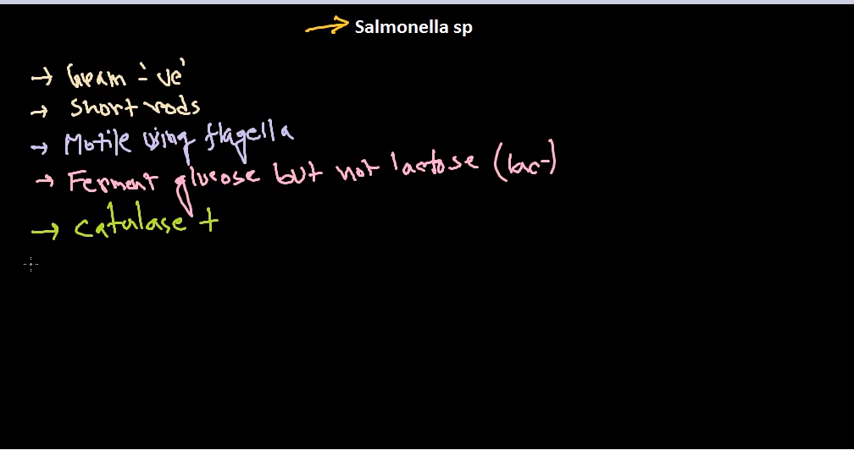 → Salmonella sp
→ Gram -ve
→ Short rods
→ Motile using flagella
→ Ferment glucose but not lactose (lac-)
→ Catalase +